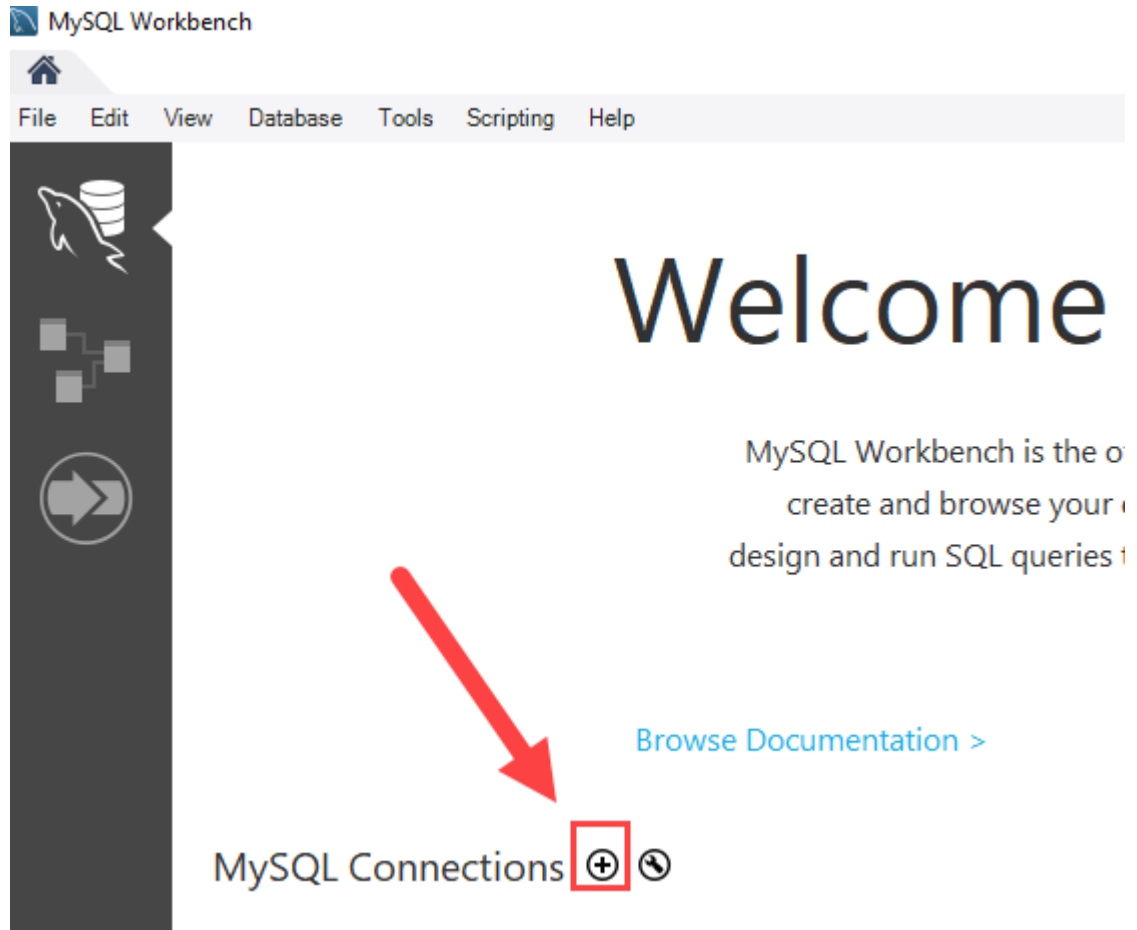 MySQL Workbench
File Edit View Database Tools Scripting Help
Welcome
MySQL Workbench is the
create and browse your
design and run SQL queries
Browse Documentation >
MySQL Connections